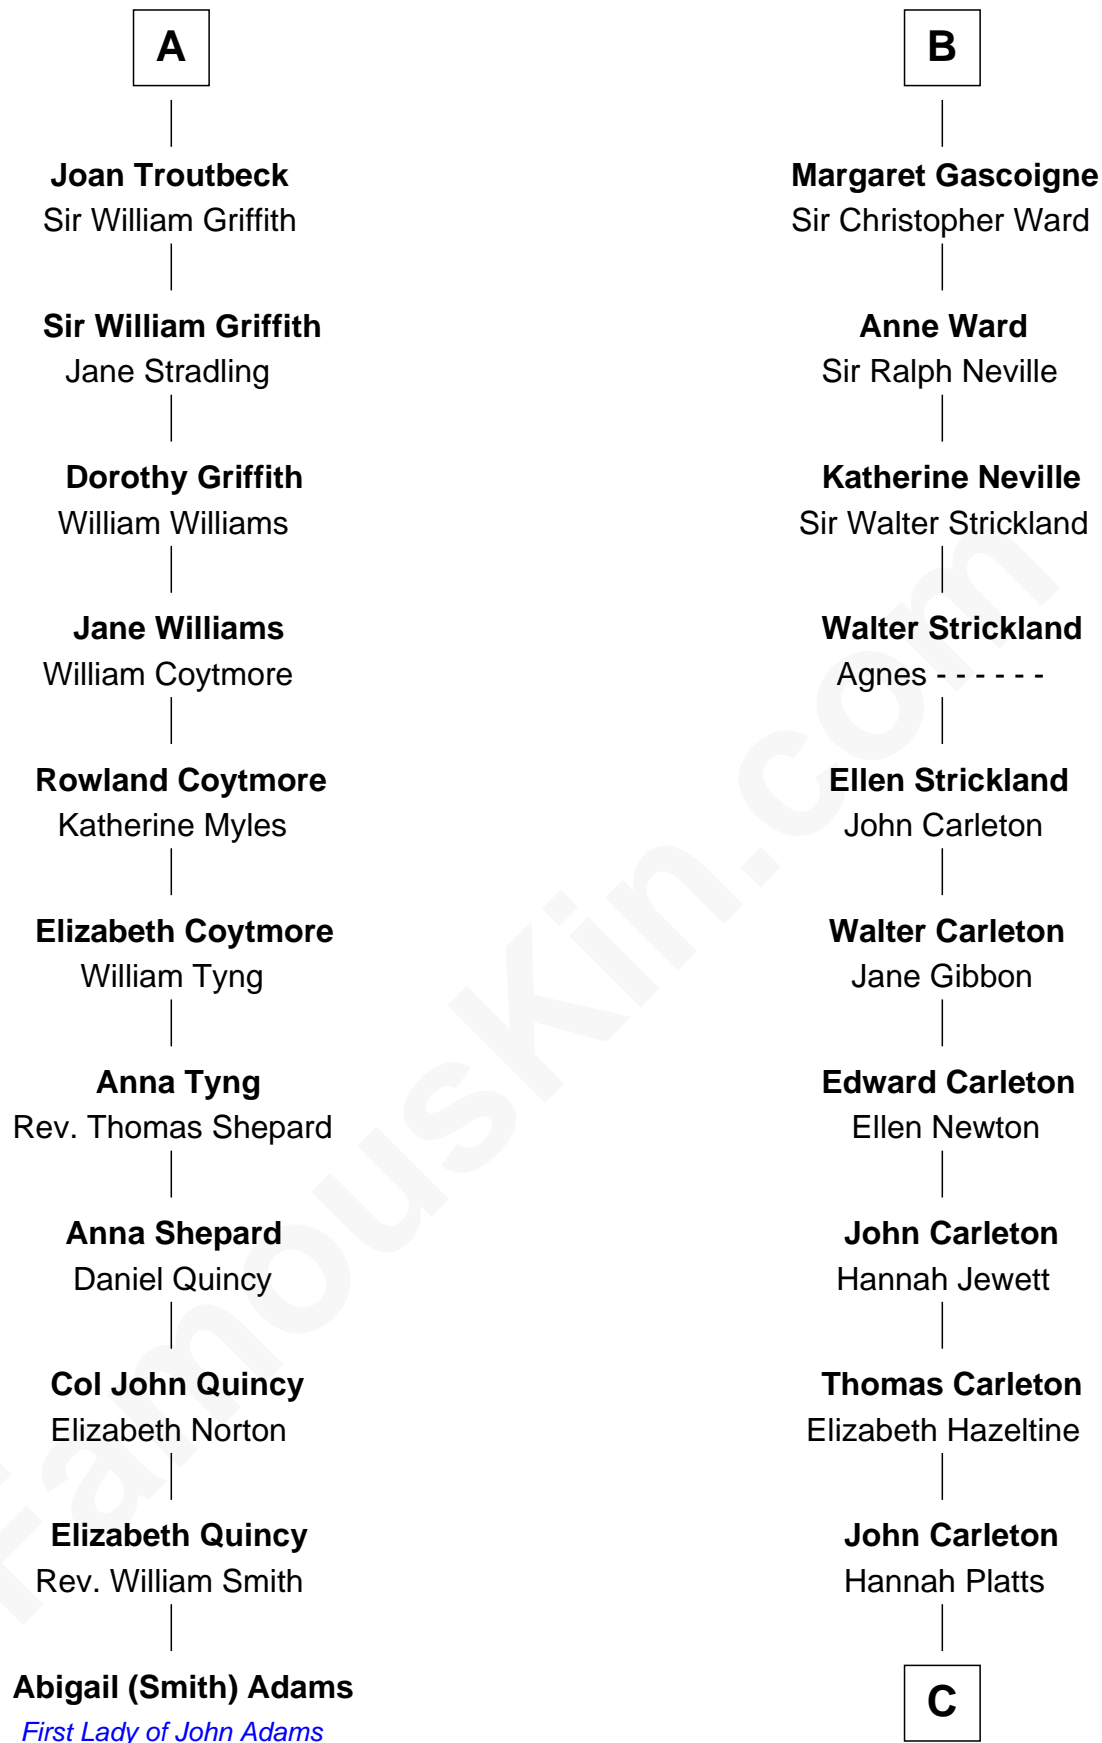 A
Joan Troutbeck
Sir William Griffith
Sir William Griffith
Jane Stradling
Dorothy Griffith
William Williams
Jane Williams
William Coytmore
Rowland Coytmore
Katherine Myles
Elizabeth Coytmore
William Tyng
Anna Tyng
Rev. Thomas Shepard
Anna Shepard
Daniel Quincy
Col John Quincy
Elizabeth Norton
Elizabeth Quincy
Rev. William Smith
Abigail (Smith) Adams
First Lady of John Adams
B
Margaret Gascoigne
Sir Christopher Ward
Anne Ward
Sir Ralph Neville
Katherine Neville
Sir Walter Strickland
Walter Strickland
Agnes - - - - - -
Ellen Strickland
John Carleton
Walter Carleton
Jane Gibbon
Edward Carleton
Ellen Newton
John Carleton
Hannah Jewett
Thomas Carleton
Elizabeth Hazeltine
John Carleton
Hannah Platts
C
FamousKin.com